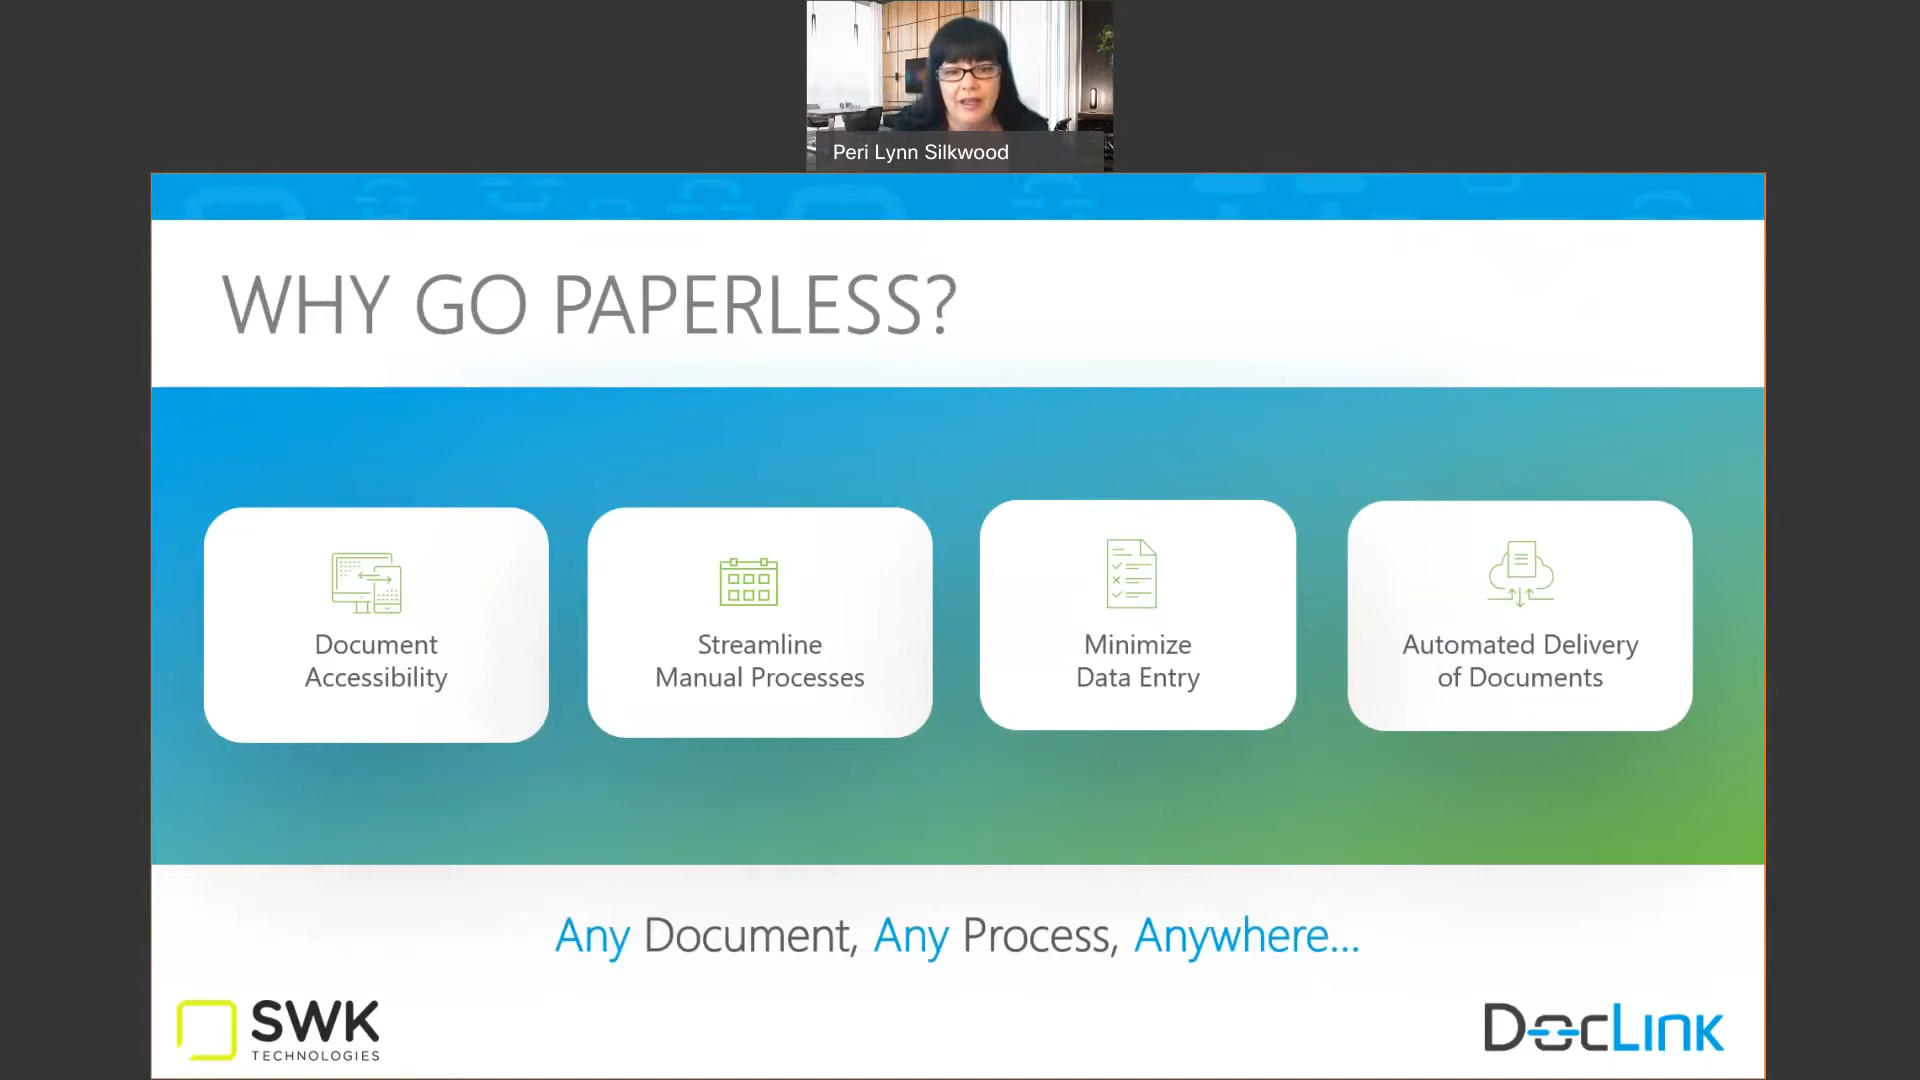 Peri Lynn Silkwood
WHY GO PAPERLESS?
Document
Accessibility
Streamline
Manual Processes
Minimize
Data Entry
Automated Delivery
of Documents
Any Document, Any Process, Anywhere...
SWK
TECHNOLOGIES
DocLink